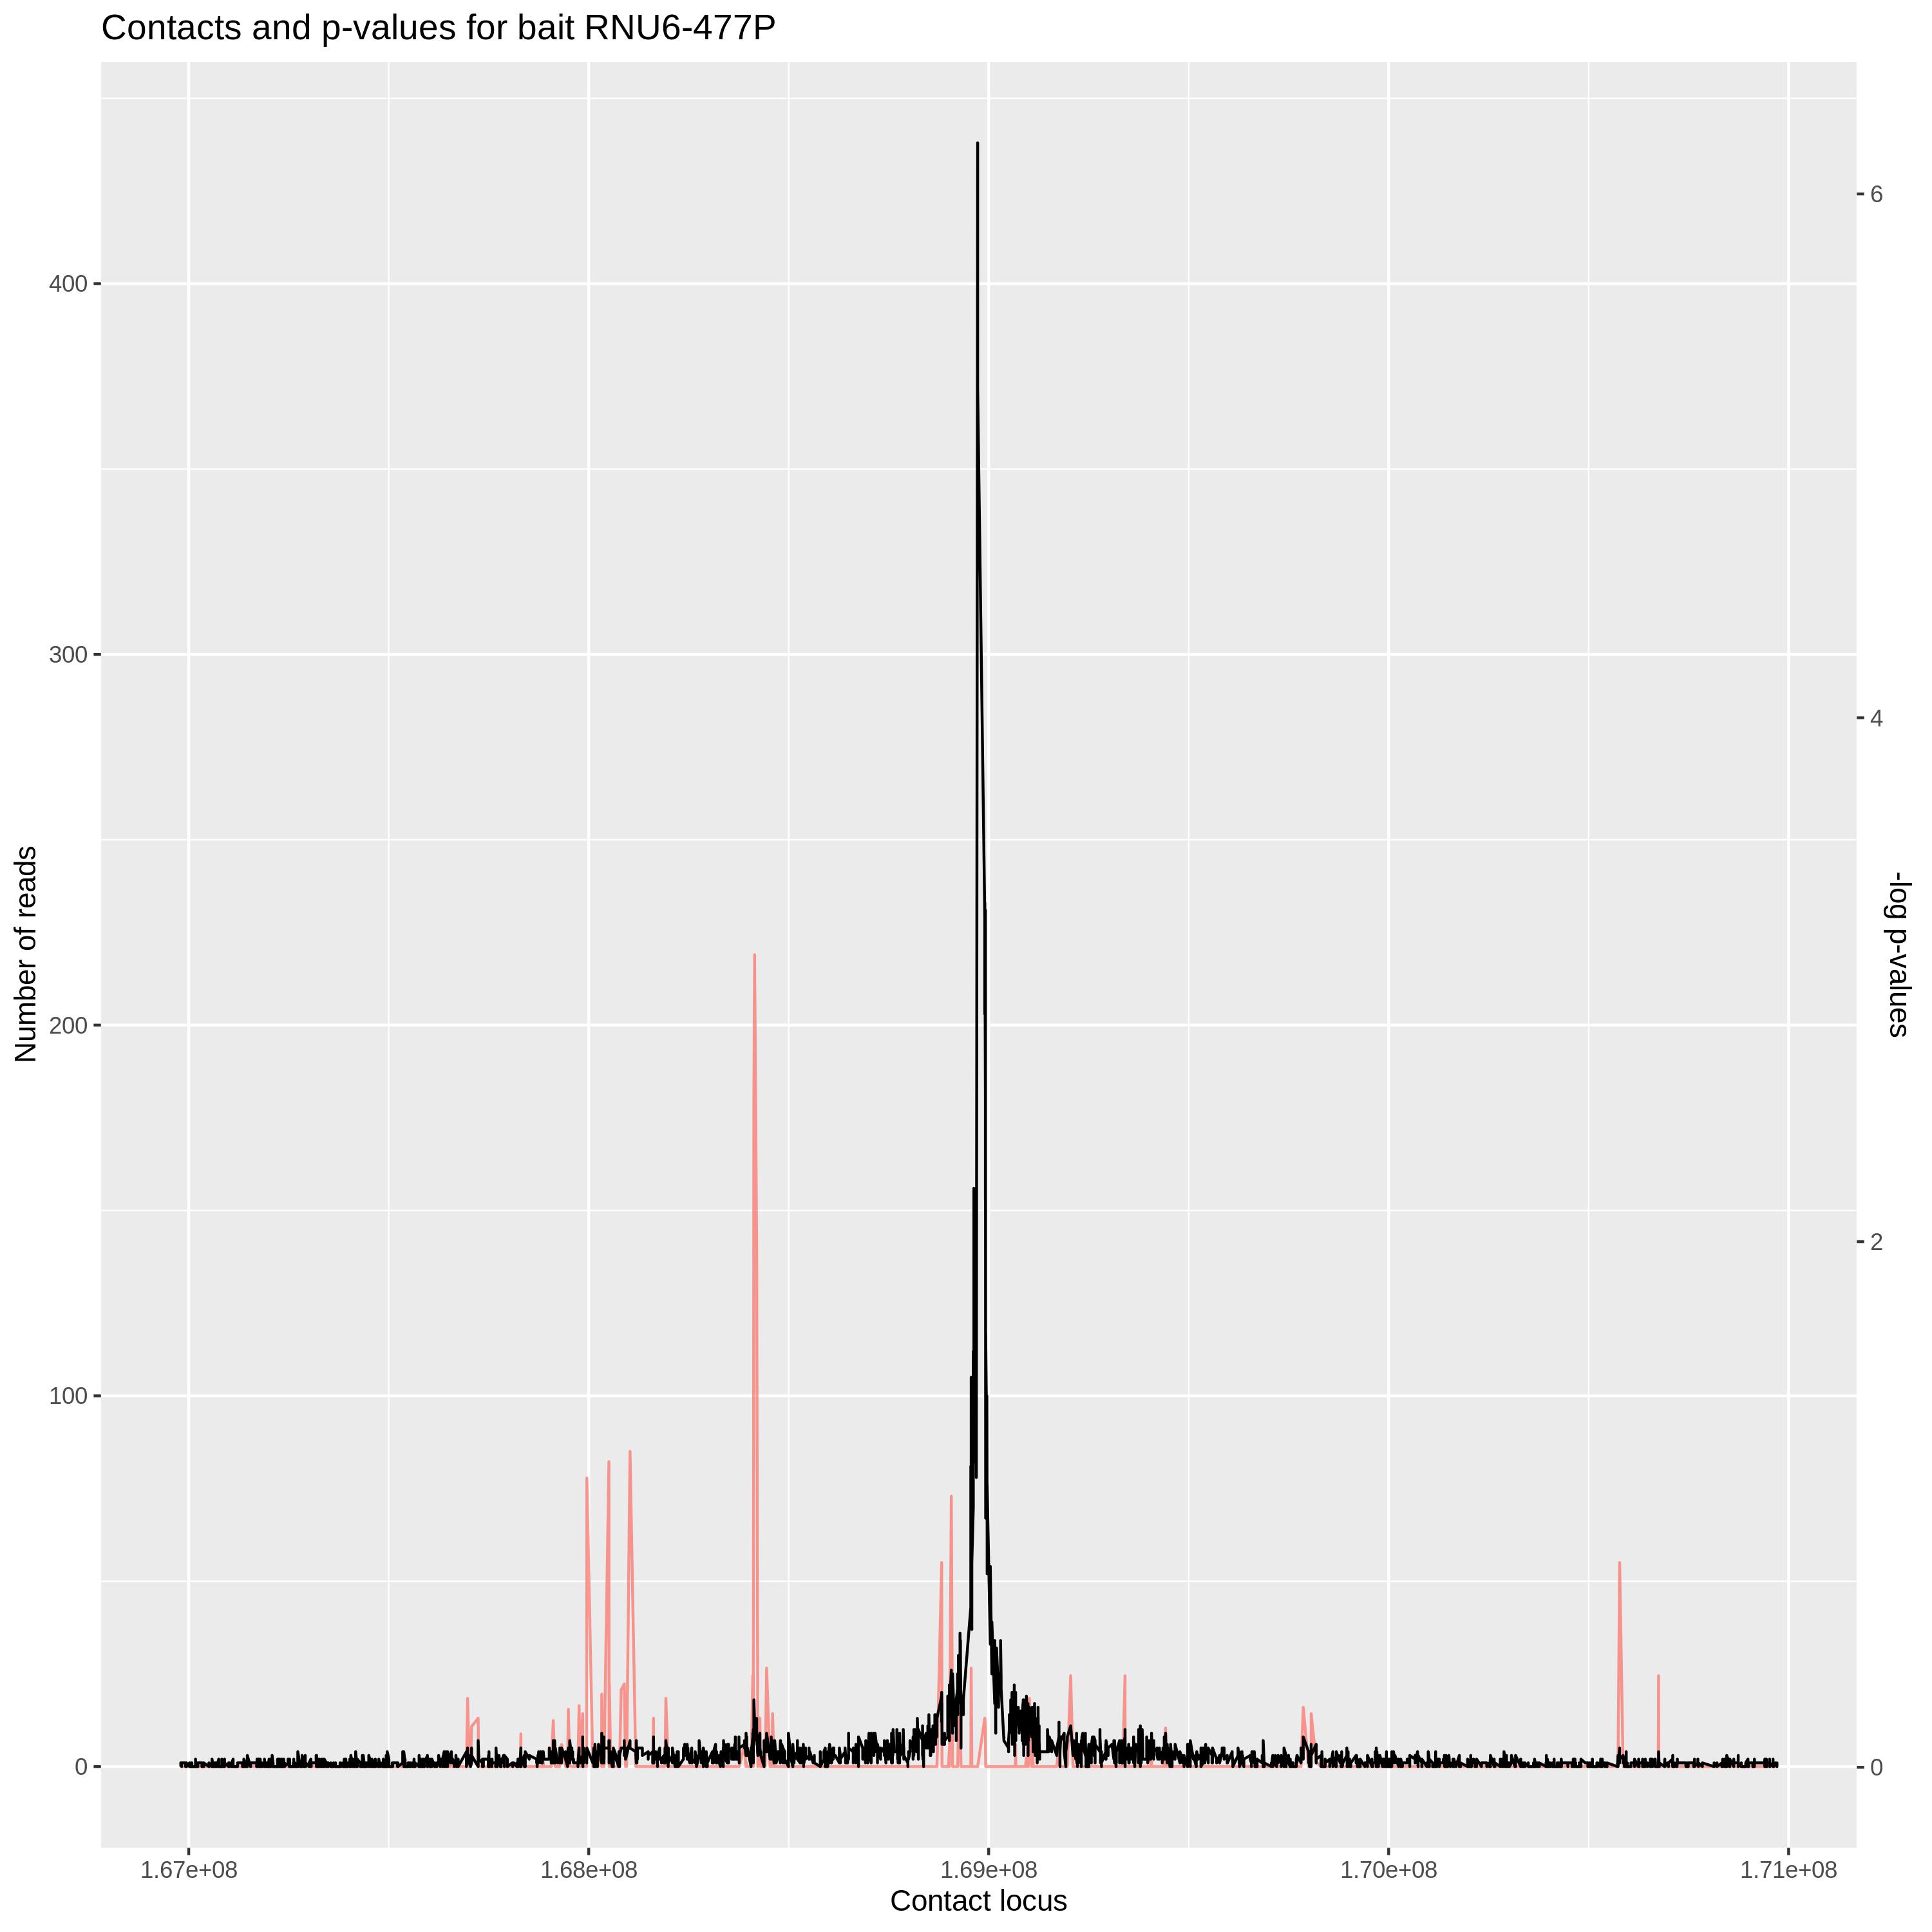 Contacts and p-values for bait RNU6-477P
400
300
200
100
0
6
4
2
0
Number of reads
-log p-values
1.67e+08
1.68e+08
1.69e+08
1.70e+08
1.71e+08
Contact locus